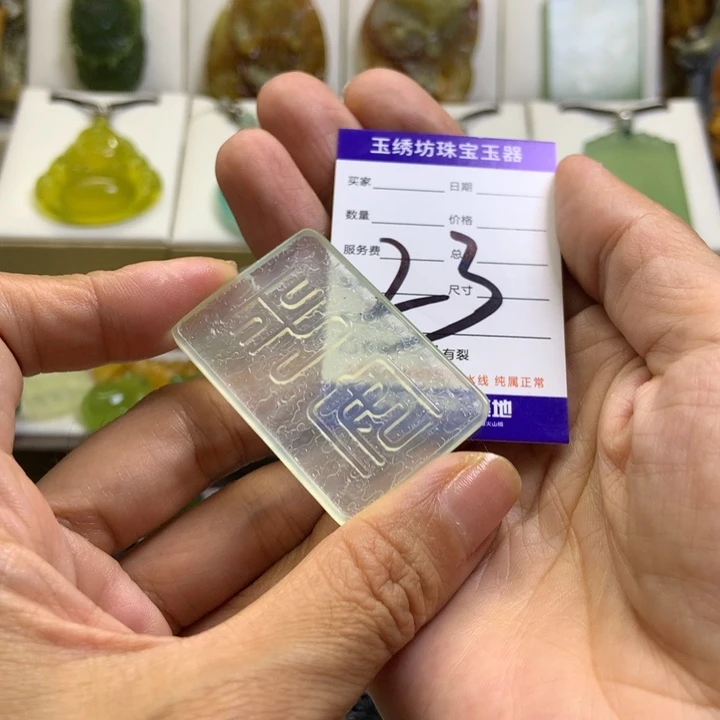 玉绣坊珠宝玉器
买家 日期
数量 价格
服务费 总
尺寸
23
有裂
水线 纯属正常
地